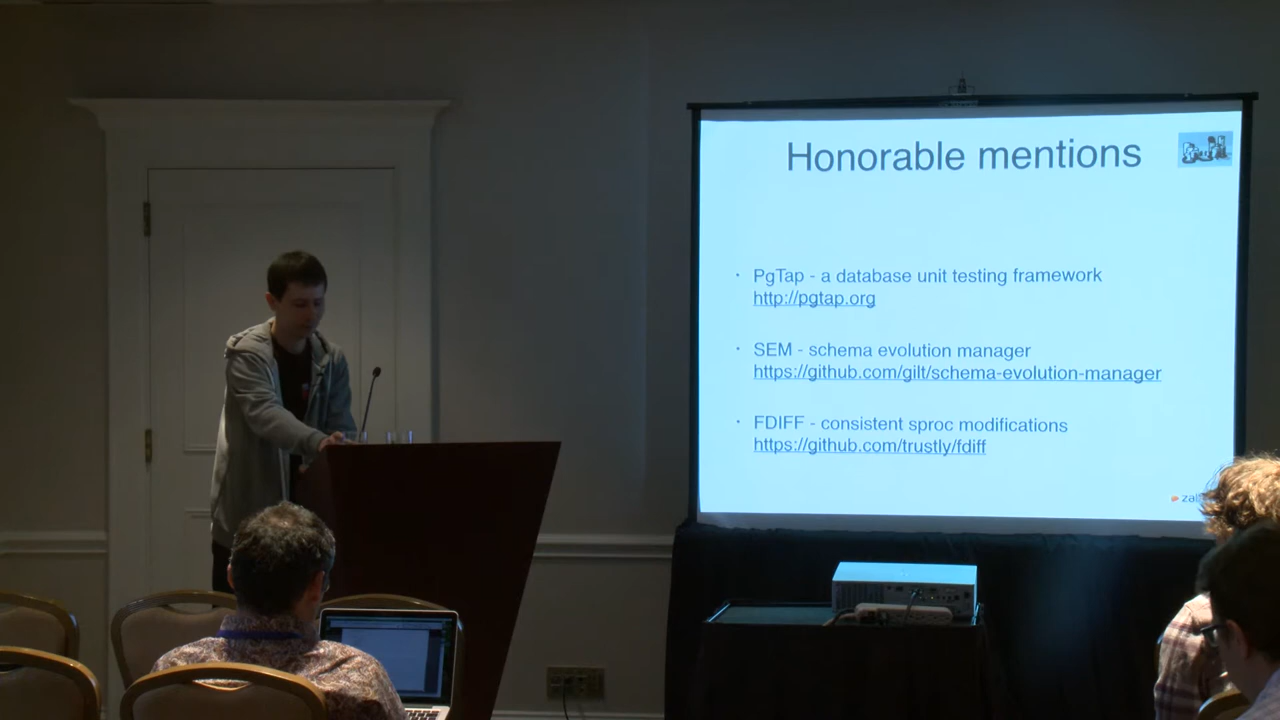 Honorable mentions
· PgTap - a database unit testing framework
http://pgtap.org
· SEM - schema evolution manager
https://github.com/gilt/schema-evolution-manager
· FDIFF - consistent sproc modifications
https://github.com/trustly/fdiff